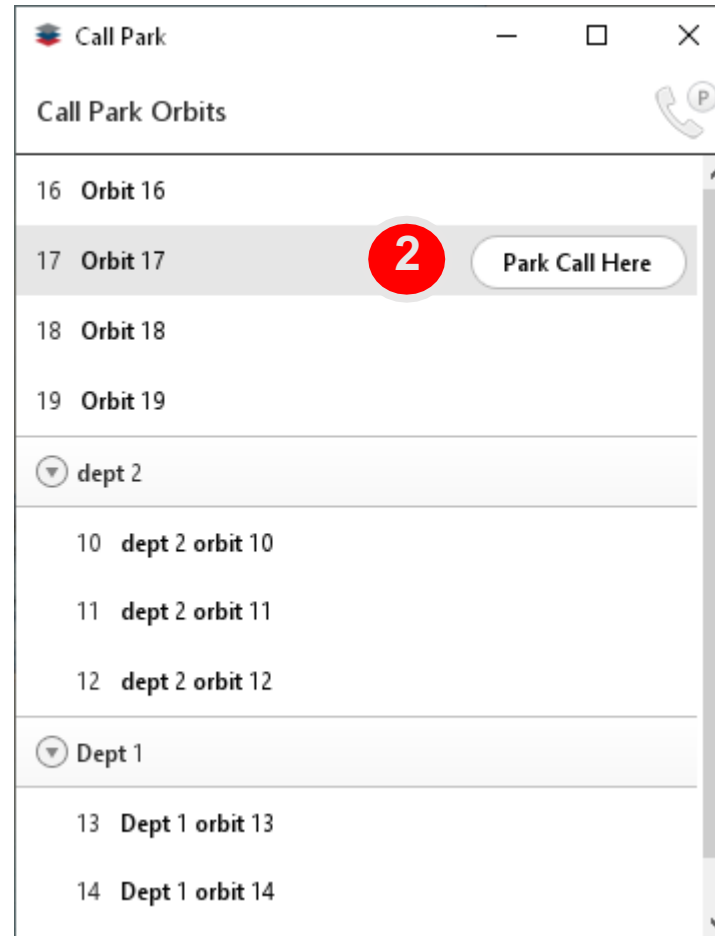 Call Park
Call Park Orbits
P
16 Orbit 16
17 Orbit 17 2 Park Call Here
18 Orbit 18
19 Orbit 19
dept 2
10 dept 2 orbit 10
11 dept 2 orbit 11
12 dept 2 orbit 12
Dept 1
13 Dept 1 orbit 13
14 Dept 1 orbit 14